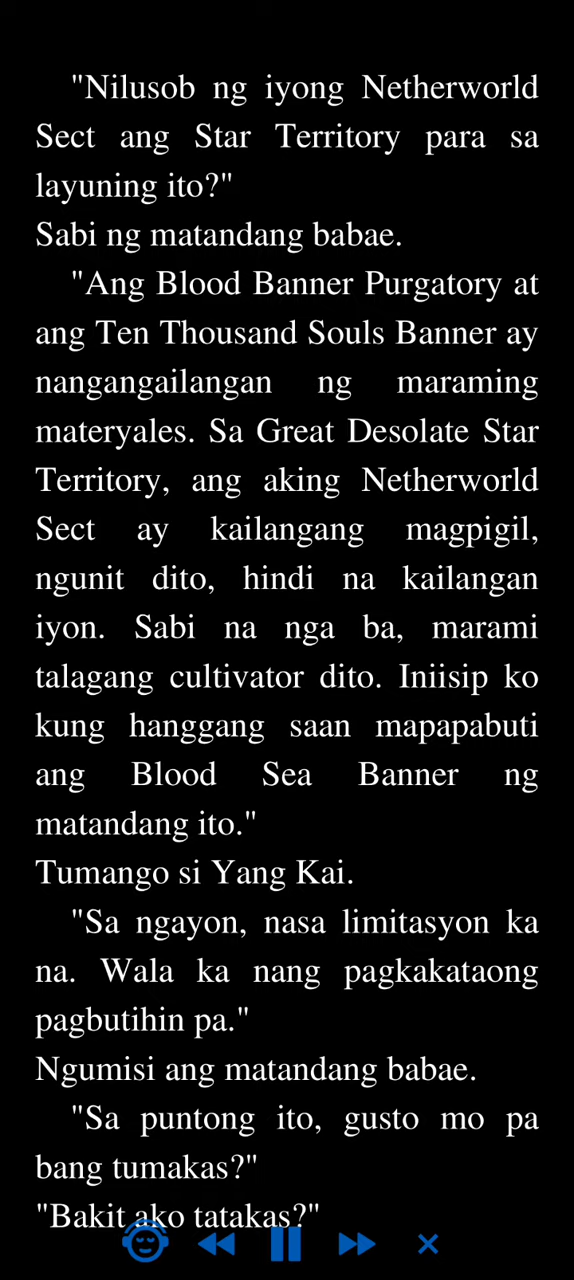 "Nilusob ng iyong Netherworld
Sect ang Star Territory para sa
layuning ito?"
Sabi ng matandang babae.
"Ang Blood Banner Purgatory at
ang Ten Thousand Souls Banner ay
nangangailangan ng maraming
materyales. Sa Great Desolate Star
Territory, ang aking Netherworld
Sect ay kailangang magpigil,
ngunit dito, hindi na kailangan
iyon. Sabi na nga ba, marami
talagang cultivator dito. Iniisip ko
kung hanggang saan mapapabuti
ang Blood Sea Banner ng
matandang ito."
Tumango si Yang Kai.
"Sa ngayon, nasa limitasyon ka
na. Wala ka nang pagkakataong
pagbutihin pa."
Ngumisi ang matandang babae.
"Sa puntong ito, gusto mo pa
bang tumakas?"
"Bakit ako tatakas?"